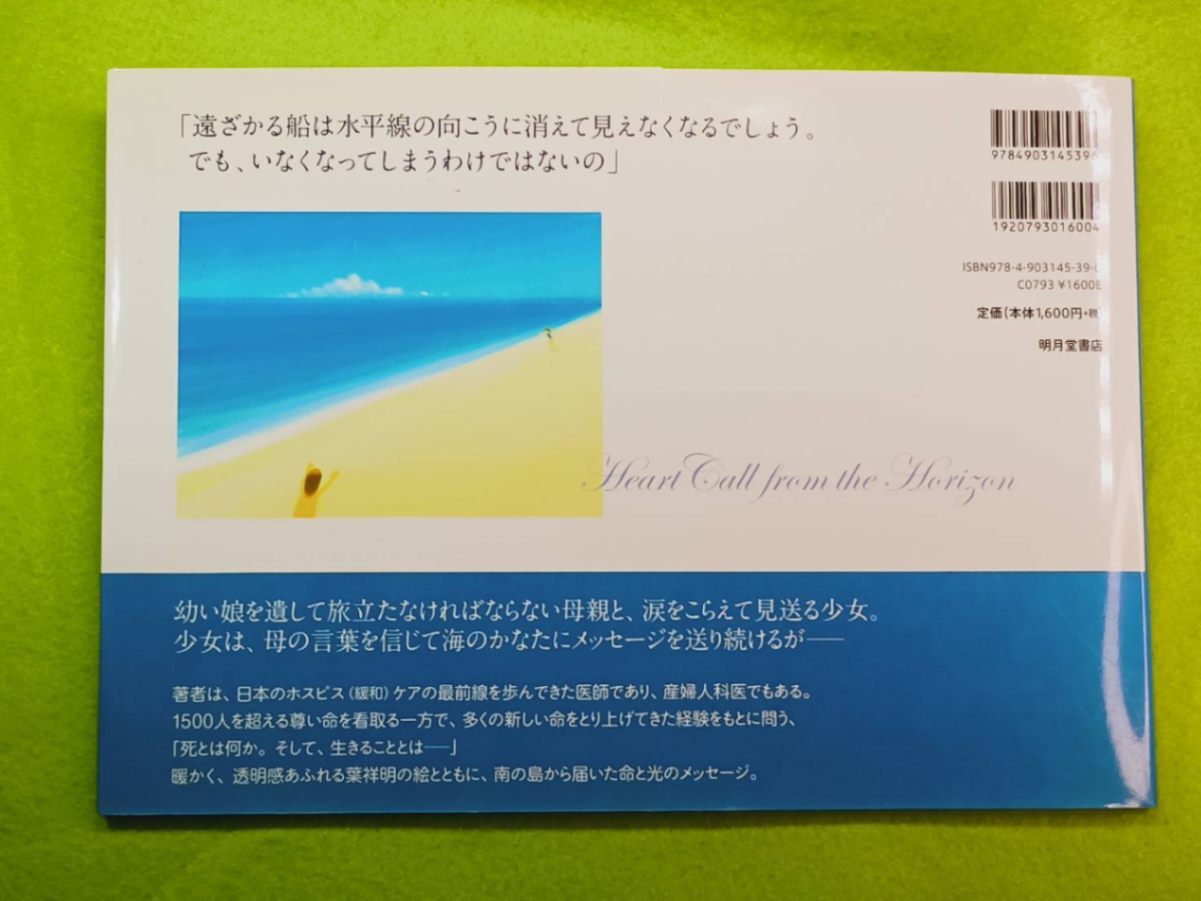 「遠ざかる船は水平線の向こうに消えて見えなくなるでしょう。
でも、いなくなってしまうわけではないの」
9784903145396
1920793016004
ISBN978-4-903145-39-
C0793 ¥1600E
定価(本体1,600円+税)
明月堂書店
Heart Call from the Horizon
幼い娘を遺して旅立たなければならない母親と、涙をこらえて見送る少女。
少女は、母の言葉を信じて海のかなたにメッセージを送り続けるが──
著者は、日本のホスピス(緩和)ケアの最前線を歩んできた医師であり、産婦人科医でもある。
1500人を超える尊い命を看取る一方で、多くの新しい命をとり上げてきた経験をもとに問う、
「死とは何か。そして、生きることとは──」
暖かく、透明感あふれる葉祥明の絵とともに、南の島から届いた命と光のメッセージ。